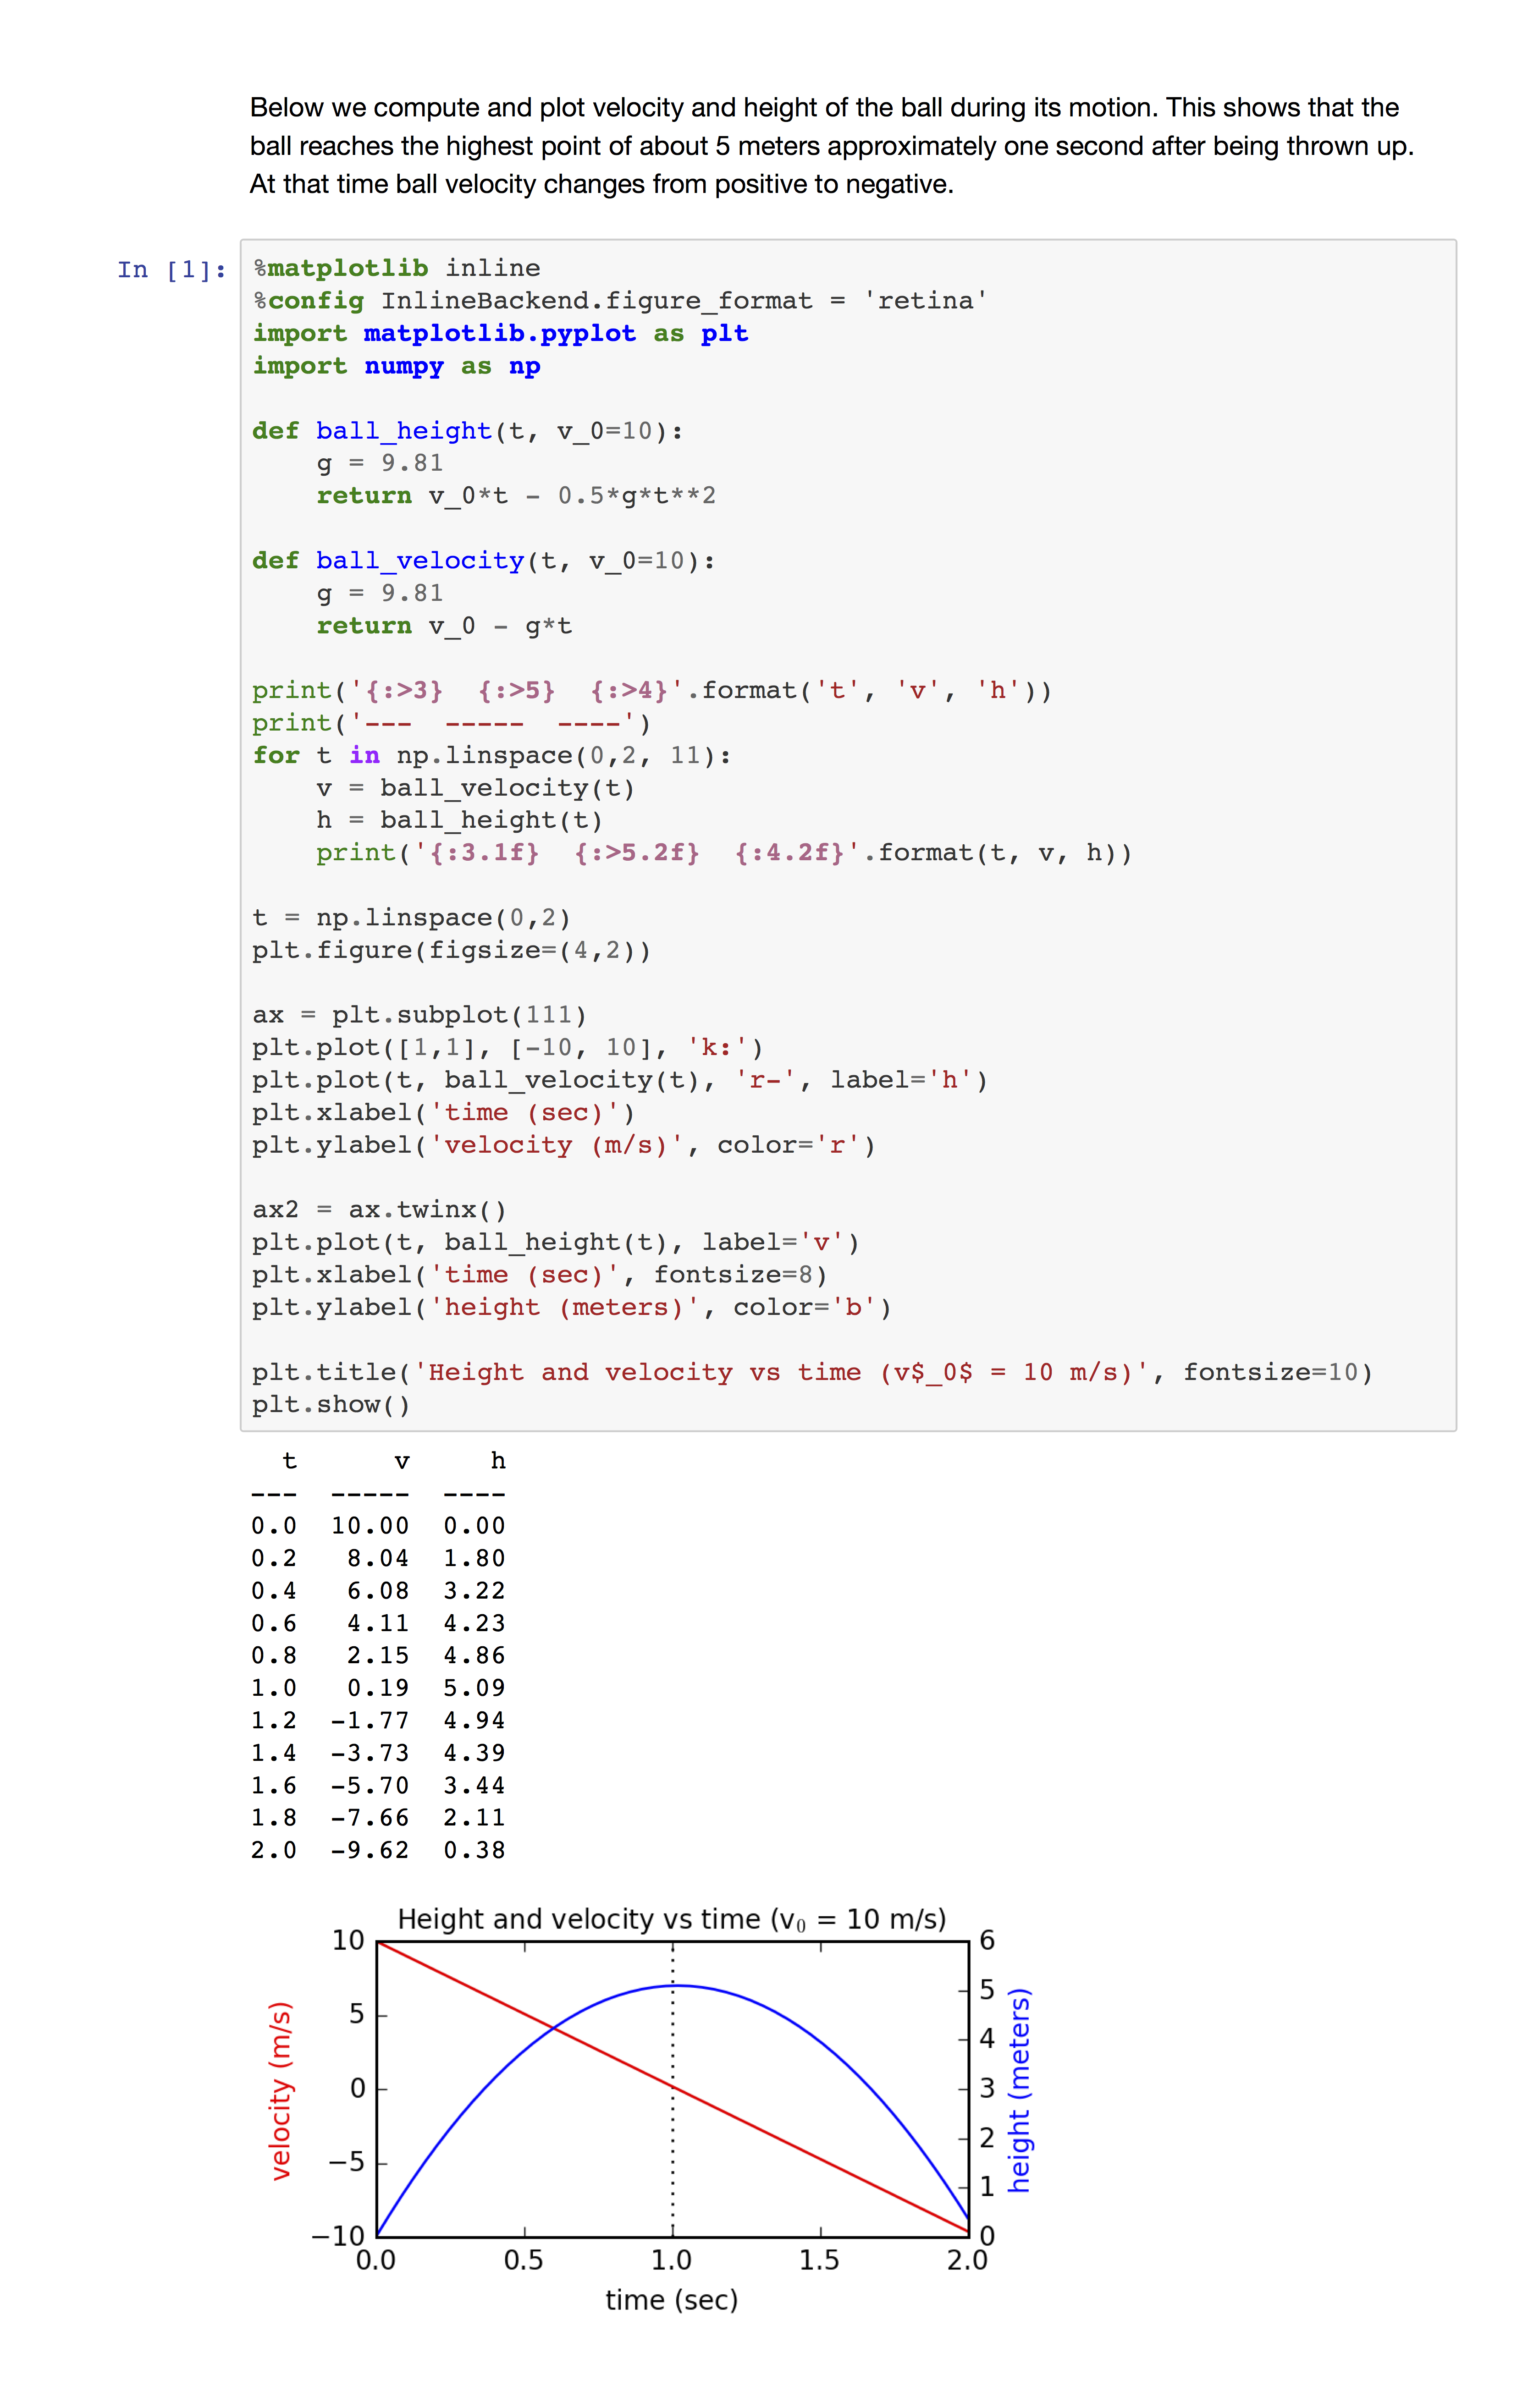 Below we compute and plot velocity and height of the ball during its motion. This shows that the
ball reaches the highest point of about 5 meters approximately one second after being thrown up.
At that time ball velocity changes from positive to negative.
In [1]:
%matplotlib inline
%config InlineBackend.figure_format = 'retina'
import matplotlib.pyplot as plt
import numpy as np

def ball_height(t, v_0=10):
    g = 9.81
    return v_0*t - 0.5*g*t**2

def ball_velocity(t, v_0=10):
    g = 9.81
    return v_0 - g*t

print('{:>3}  {:>5}  {:>4}'.format('t', 'v', 'h'))
print('---  -----  ----')
for t in np.linspace(0,2, 11):
    v = ball_velocity(t)
    h = ball_height(t)
    print('{:3.1f}  {:>5.2f}  {:4.2f}'.format(t, v, h))

t = np.linspace(0,2)
plt.figure(figsize=(4,2))

ax = plt.subplot(111)
plt.plot([1,1], [-10, 10], 'k:')
plt.plot(t, ball_velocity(t), 'r-', label='h')
plt.xlabel('time (sec)')
plt.ylabel('velocity (m/s)', color='r')

ax2 = ax.twinx()
plt.plot(t, ball_height(t), label='v')
plt.xlabel('time (sec)', fontsize=8)
plt.ylabel('height (meters)', color='b')

plt.title('Height and velocity vs time (v$_0$ = 10 m/s)', fontsize=10)
plt.show()
  t      v     h
---  -----  ----
0.0  10.00  0.00
0.2   8.04  1.80
0.4   6.08  3.22
0.6   4.11  4.23
0.8   2.15  4.86
1.0   0.19  5.09
1.2  -1.77  4.94
1.4  -3.73  4.39
1.6  -5.70  3.44
1.8  -7.66  2.11
2.0  -9.62  0.38
Height and velocity vs time (v₀ = 10 m/s)
velocity (m/s)
10
5
0
−5
−10
6
5
4
3
2
1
0
height (meters)
0.0 0.5 1.0 1.5 2.0
time (sec)